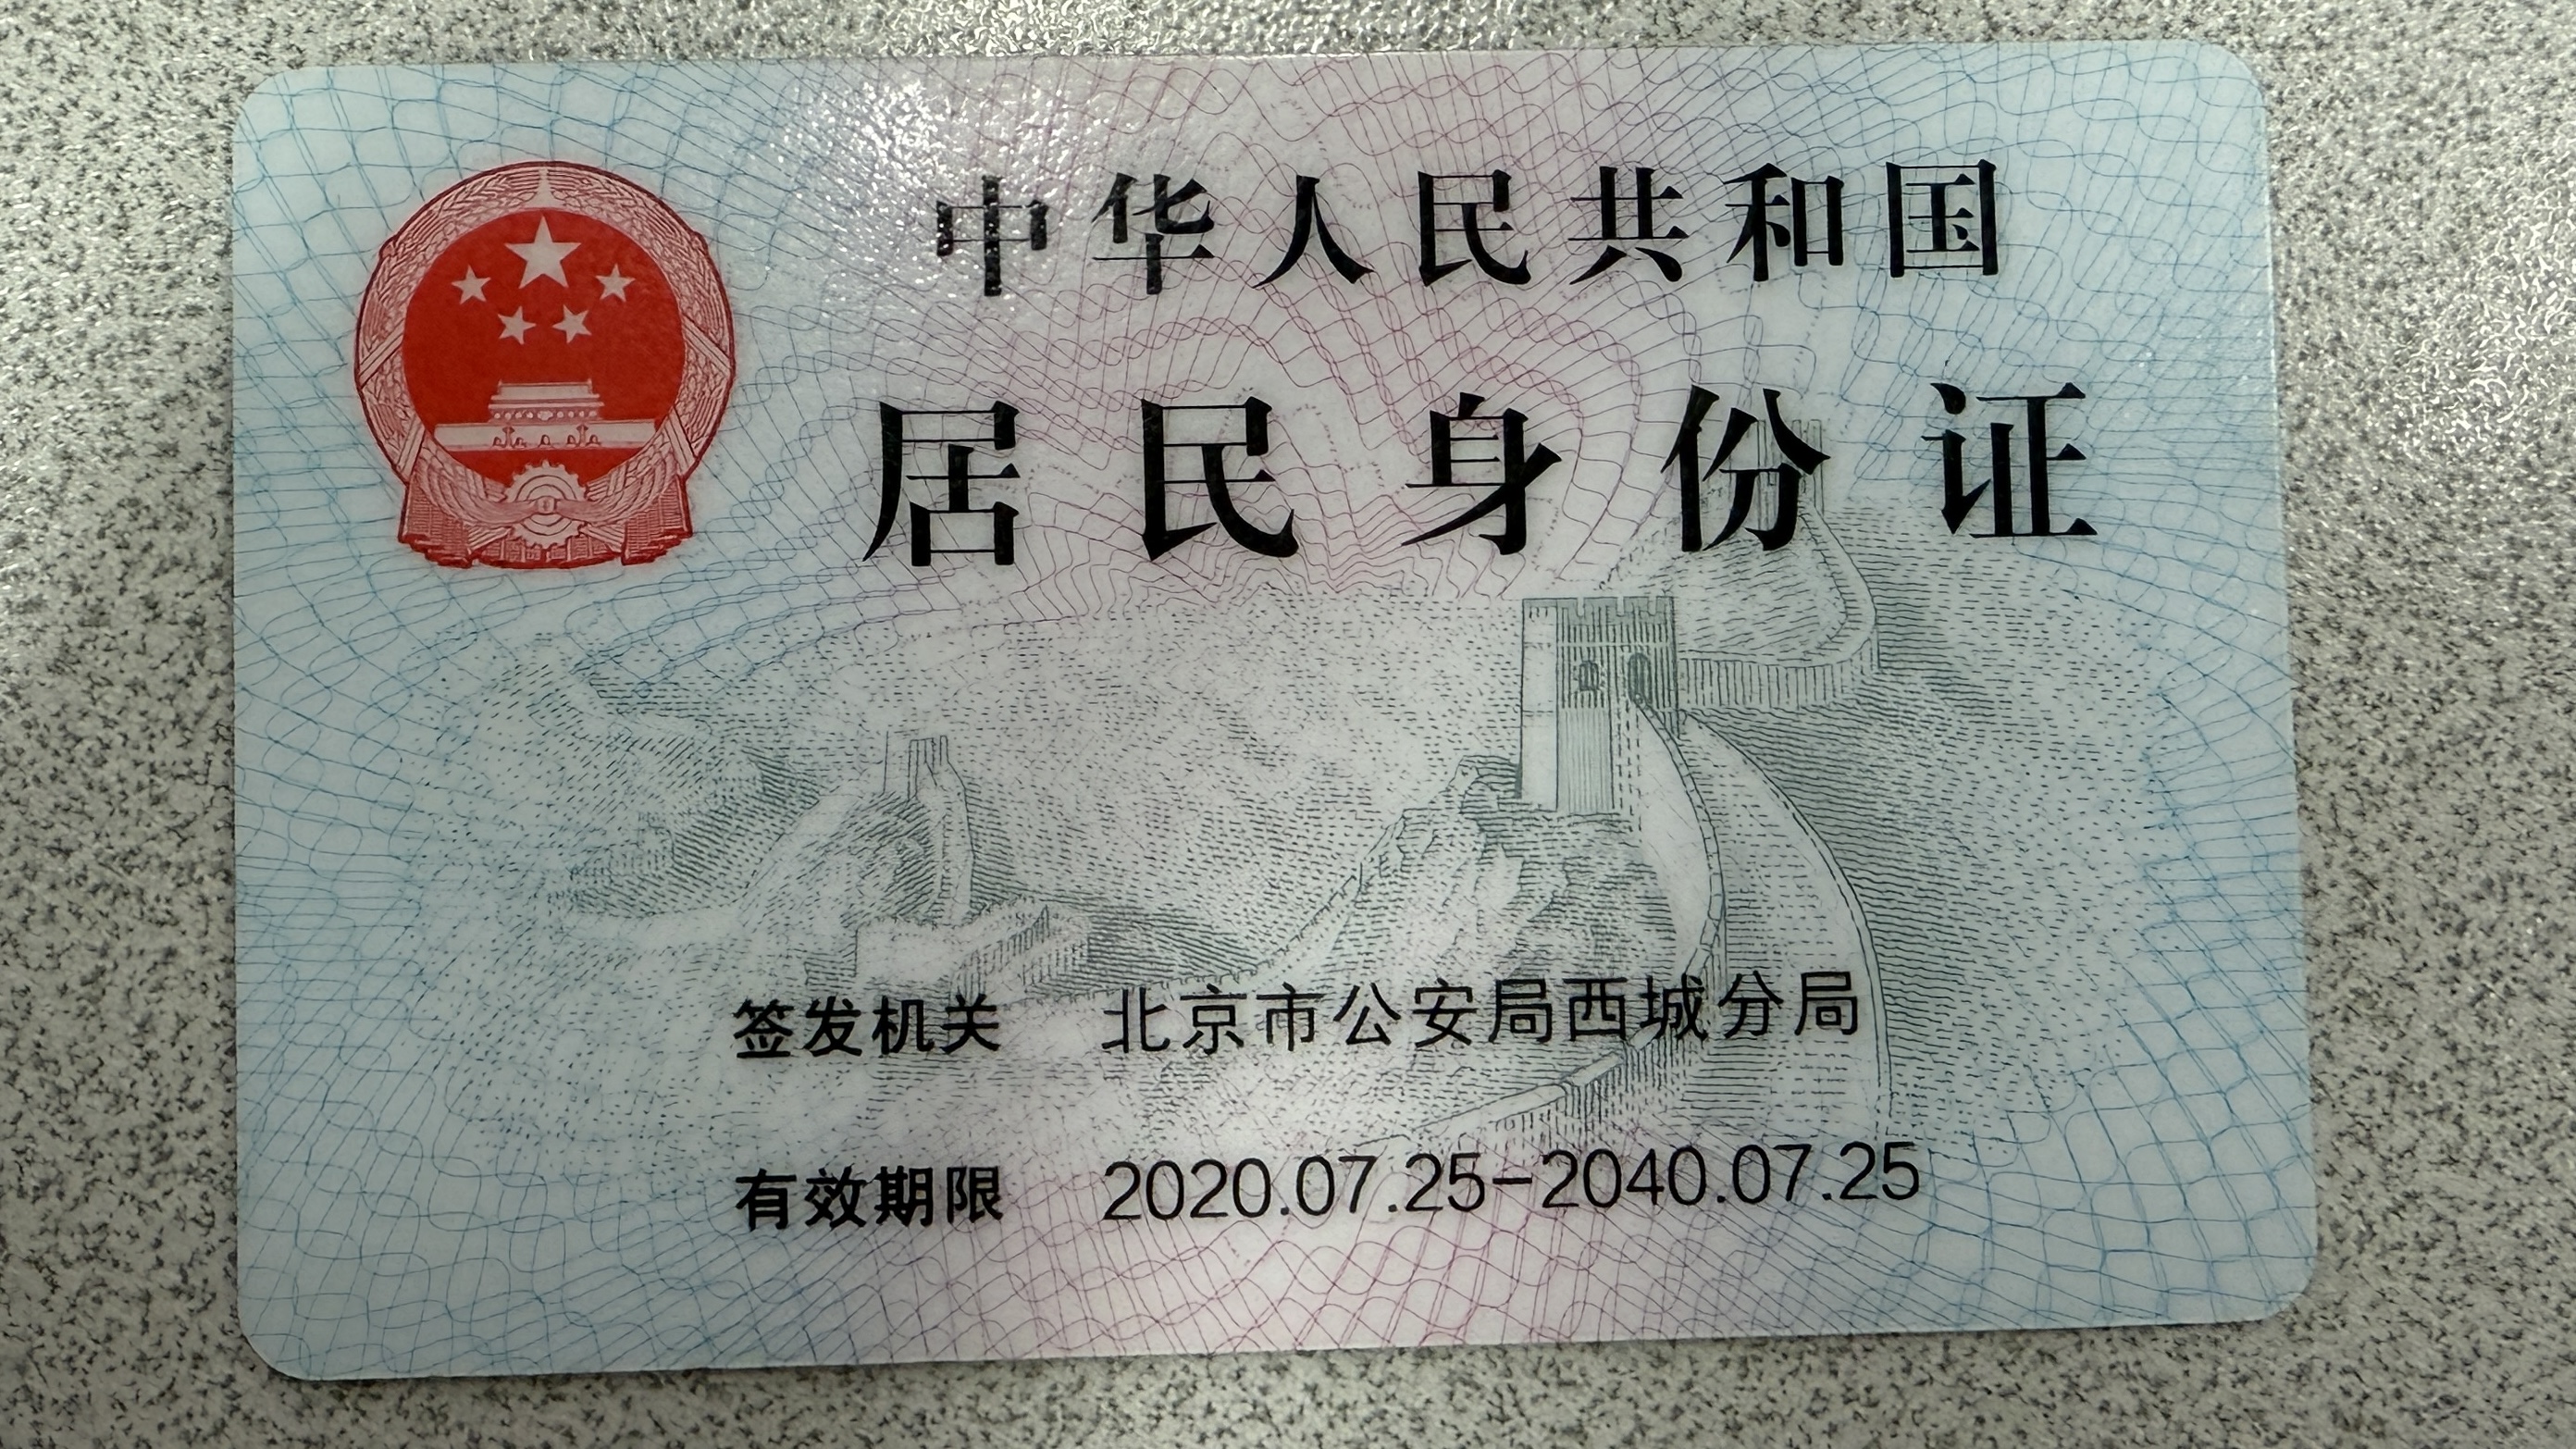 中华人民共和国
居民身份证
签发机关 北京市公安局西城分局
有效期限 2020.07.25-2040.07.25